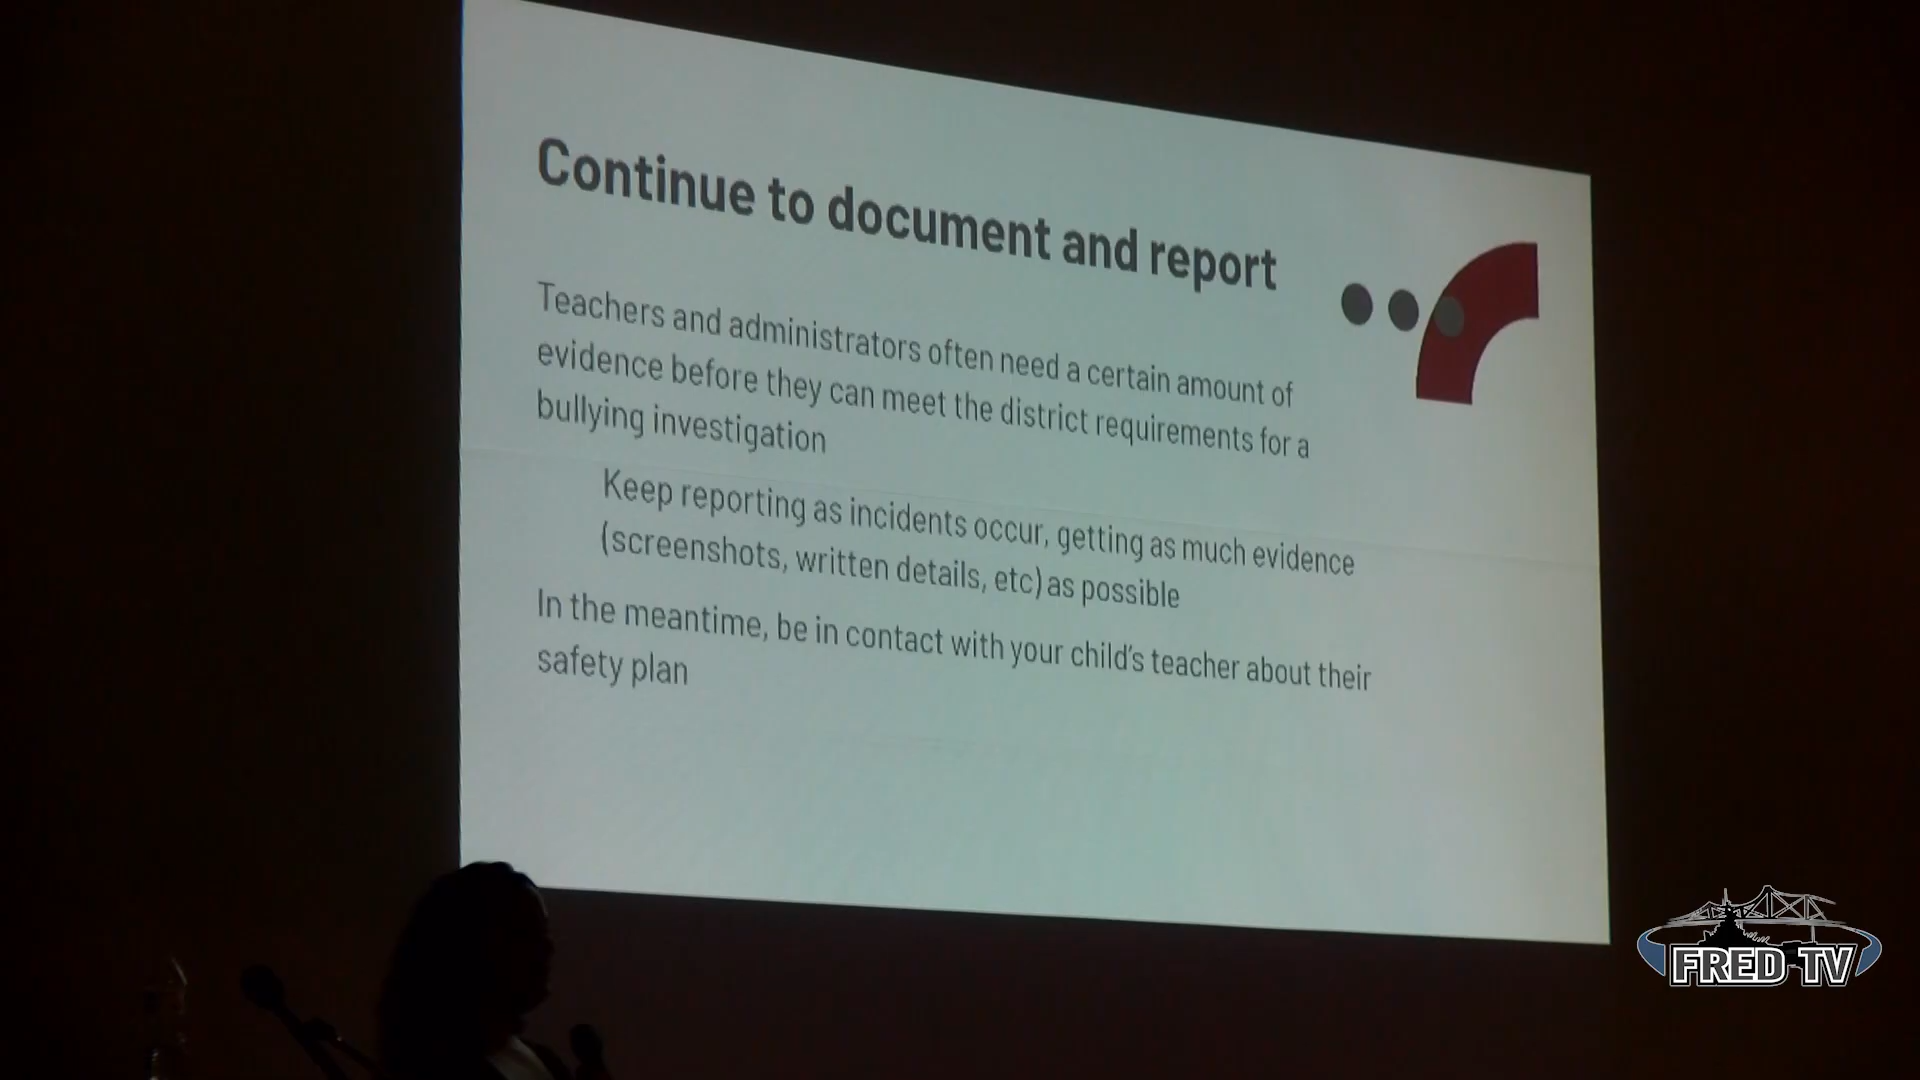 Continue to document and report
Teachers and administrators often need a certain amount of
evidence before they can meet the district requirements for a
bullying investigation
Keep reporting as incidents occur, getting as much evidence
(screenshots, written details, etc) as possible
In the meantime, be in contact with your child's teacher about their
safety plan
FRED TV